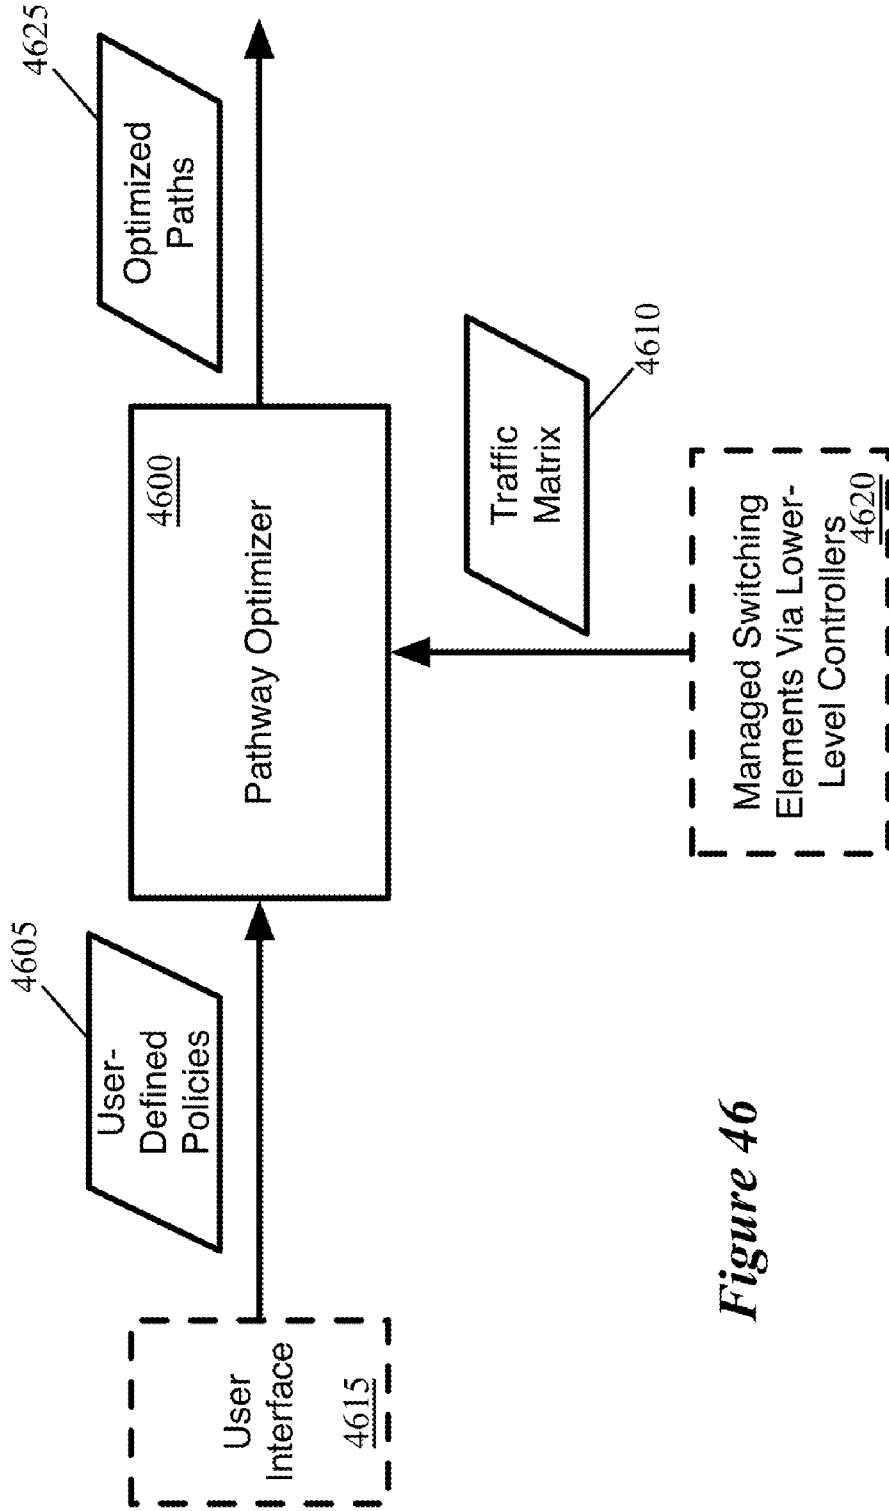 4605
User-
Defined
Policies
4625
Optimized
Paths
User
Interface
4615
4600
Pathway Optimizer
Traffic
Matrix
4610
Managed Switching
Elements Via Lower-
Level Controllers
4620
Figure 46